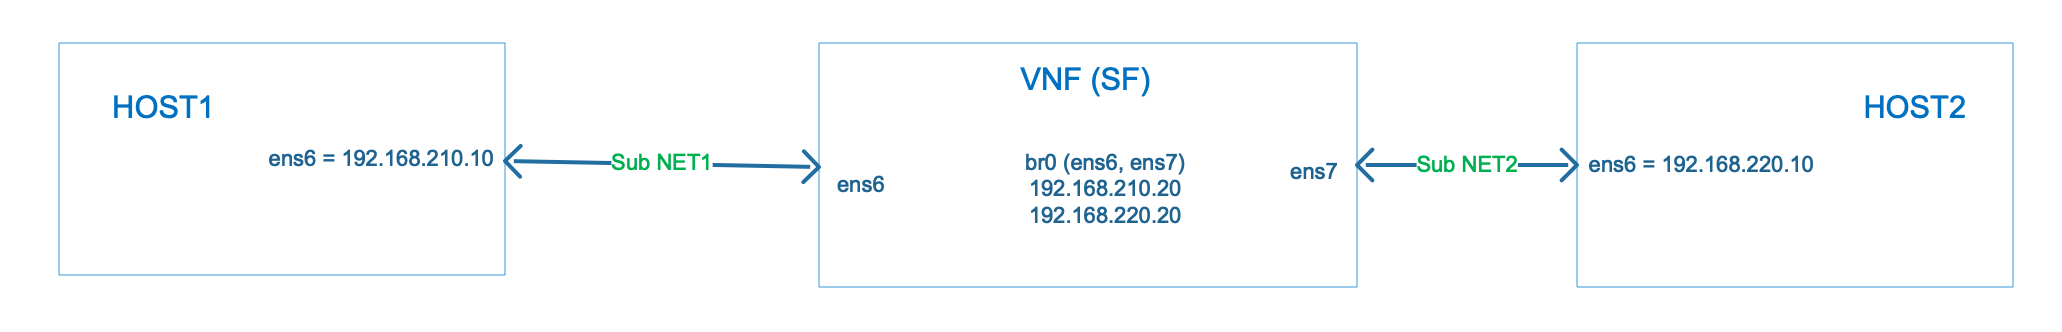 HOST1
ens6 = 192.168.210.10
Sub NET1
VNF (SF)
ens6
br0 (ens6, ens7)
192.168.210.20
192.168.220.20
ens7
Sub NET2
HOST2
ens6 = 192.168.220.10